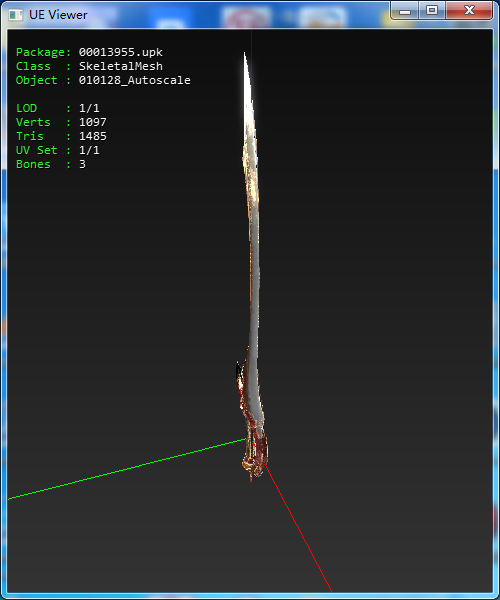 UE Viewer
Package: 00013955.upk
Class : SkeletalMesh
Object : 010128_Autoscale
LOD : 1/1
Verts : 1097
Tris : 1485
UV Set : 1/1
Bones : 3